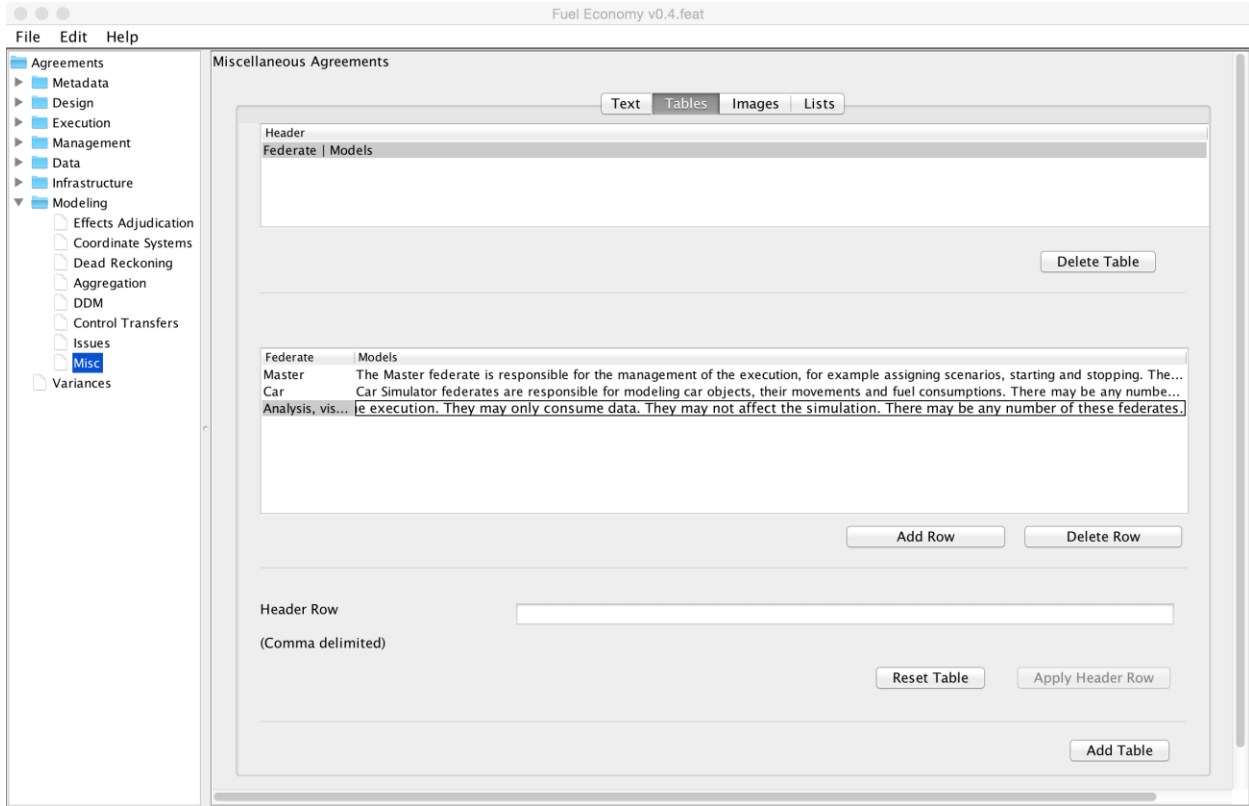 Fuel Economy v0.4.feat
File Edit Help
Agreements
Metadata
Design
Execution
Management
Data
Infrastructure
Modeling
Effects Adjudication
Coordinate Systems
Dead Reckoning
Aggregation
DDM
Control Transfers
Issues
Misc
Variances
Miscellaneous Agreements
Text Tables Images Lists
Header
Federate | Models
Delete Table
Federate Models
Master The Master federate is responsible for the management of the execution, for example assigning scenarios, starting and stopping. The...
Car Car Simulator federates are responsible for modeling car objects, their movements and fuel consumptions. There may be any numbe...
Analysis, vis... e execution. They may only consume data. They may not affect the simulation. There may be any number of these federates.
Add Row Delete Row
Header Row
(Comma delimited)
Reset Table Apply Header Row
Add Table